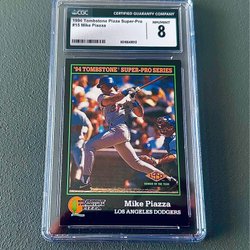 CGC
CERTIFIED GUARANTY COMPANY
1994 Tombstone Pizza Super-Pro
#15 Mike Piazza
NM/MINT
8
'94 TOMBSTONE SUPER-PRO SERIES
Mike Piazza
LOS ANGELES DODGERS